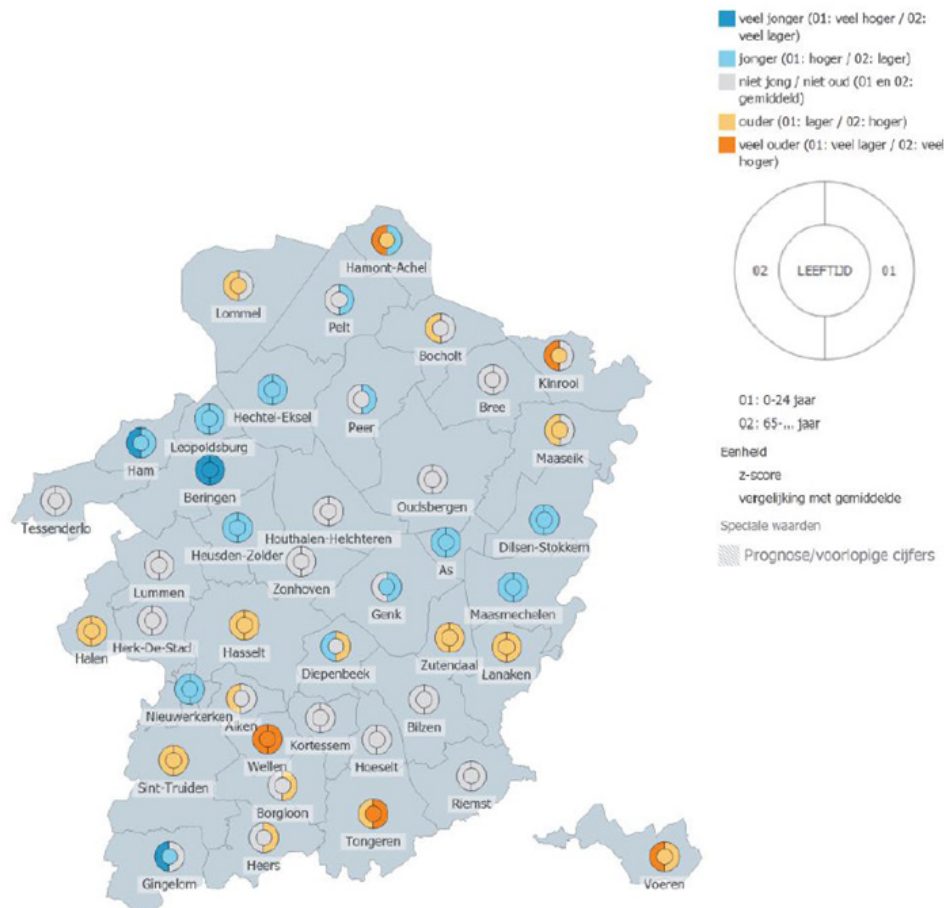 veel jonger (01: veel hoger / 02:
veel lager)
jonger (01: hoger / 02: lager)
niet jong / niet oud (01 en 02:
gemiddeld)
ouder (01: lager / 02: hoger)
veel ouder (01: veel lager / 02: veel
hoger)
02 LEEFTIJD 01
01: 0-24 jaar
02: 65-... jaar
Eenheid
z-score
vergelijking met gemiddelde
Speciale waarden
Prognose/voorlopige cijfers
Hamont-Achel
Lommel
Pelt
Bocholt
Kinrooi
Bree
Hechtel-Eksel
Peer
Leopoldsburg
Maaseik
Ham
Beringen
Oudsbergen
Tessenderlo
Houthalen-Helchteren
Dilsen-Stokkem
Heusden-Zolder
As
Zonhoven
Lummen
Genk
Maasmechelen
Halen
Herk-De-Stad
Hasselt
Diepenbeek
Zutendaal
Lanaken
Nieuwerkerken
Alken
Kortessem
Bilzen
Wellen
Hoeselt
Sint-Truiden
Riemst
Borgloon
Tongeren
Heers
Gingelom
Voeren